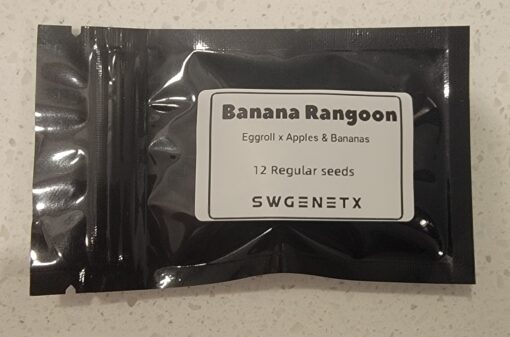 Banana Rangoon
Eggroll x Apples & Bananas
12 Regular seeds
SWGENETX